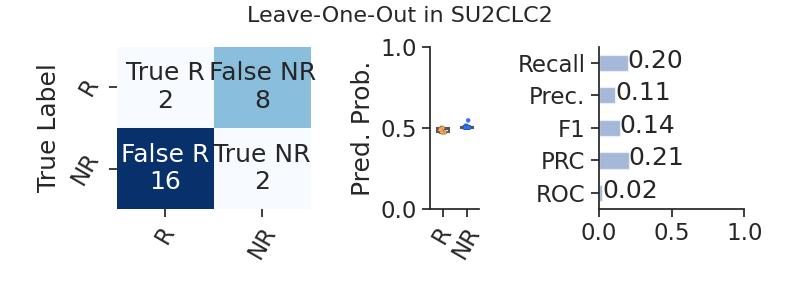 Leave-One-Out in SU2CLC2
True Label
R
NR
True R
2
False NR
8
False R
16
True NR
2
R
NR
Pred. Prob.
1.0
0.5
0.0
R
NR
Recall
0.20
Prec.
0.11
F1
0.14
PRC
0.21
ROC
0.02
0.0
0.5
1.0